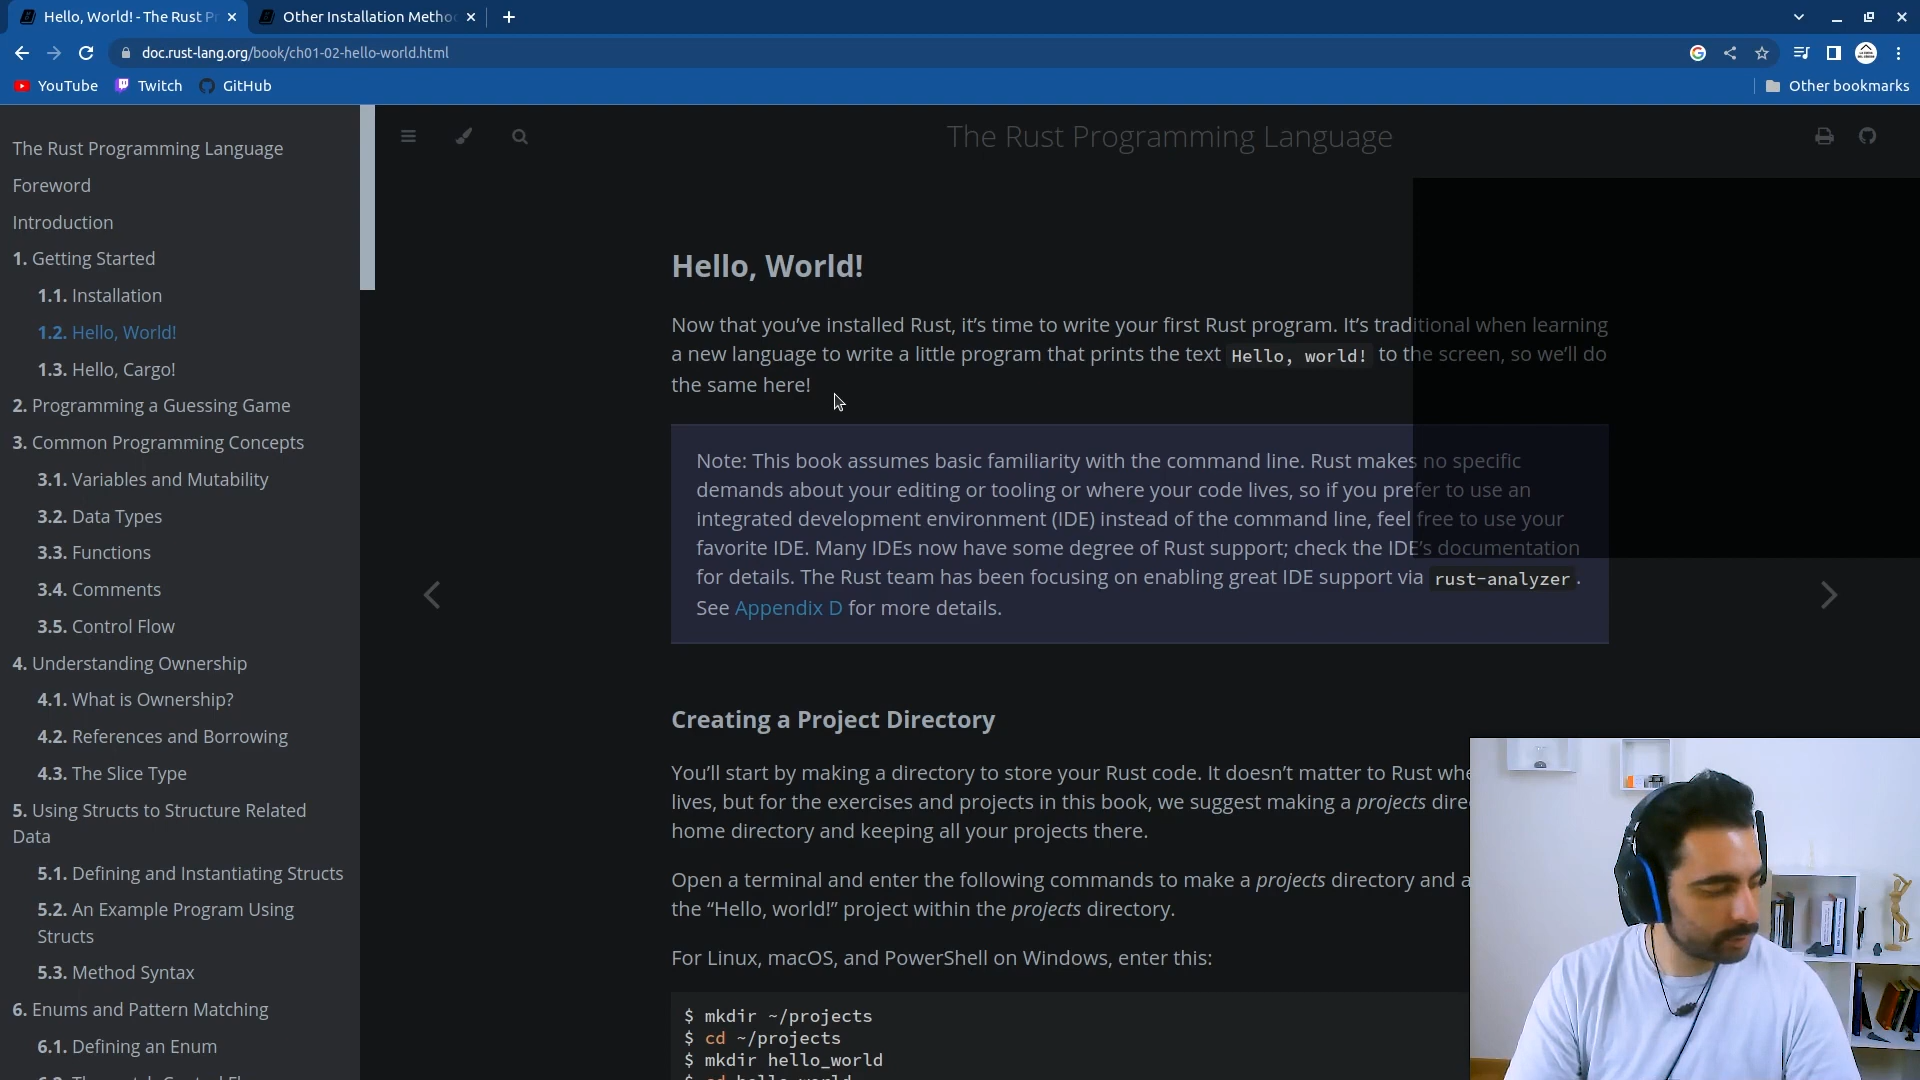 Hello, World! - The Rust P
Other Installation Metho
doc.rust-lang.org/book/ch01-02-hello-world.html
YouTube
Twitch
GitHub
Other bookmarks
The Rust Programming Language
Foreword
Introduction
1. Getting Started
1.1. Installation
1.2. Hello, World!
1.3. Hello, Cargo!
2. Programming a Guessing Game
3. Common Programming Concepts
3.1. Variables and Mutability
3.2. Data Types
3.3. Functions
3.4. Comments
3.5. Control Flow
4. Understanding Ownership
4.1. What is Ownership?
4.2. References and Borrowing
4.3. The Slice Type
5. Using Structs to Structure Related
Data
5.1. Defining and Instantiating Structs
5.2. An Example Program Using
Structs
5.3. Method Syntax
6. Enums and Pattern Matching
6.1. Defining an Enum
The Rust Programming Language
Hello, World!
Now that you’ve installed Rust, it’s time to write your first Rust program. It’s traditional when learning
a new language to write a little program that prints the text Hello, world! to the screen, so we’ll do
the same here!
Note: This book assumes basic familiarity with the command line. Rust makes no specific
demands about your editing or tooling or where your code lives, so if you prefer to use an
integrated development environment (IDE) instead of the command line, feel free to use your
favorite IDE. Many IDEs now have some degree of Rust support; check the IDE’s documentation
for details. The Rust team has been focusing on enabling great IDE support via rust-analyzer.
See Appendix D for more details.
Creating a Project Directory
You’ll start by making a directory to store your Rust code. It doesn’t matter to Rust whe
lives, but for the exercises and projects in this book, we suggest making a projects dire
home directory and keeping all your projects there.
Open a terminal and enter the following commands to make a projects directory and a
the “Hello, world!” project within the projects directory.
For Linux, macOS, and PowerShell on Windows, enter this:
$ mkdir ~/projects
$ cd ~/projects
$ mkdir hello_world
$ cd hello_world